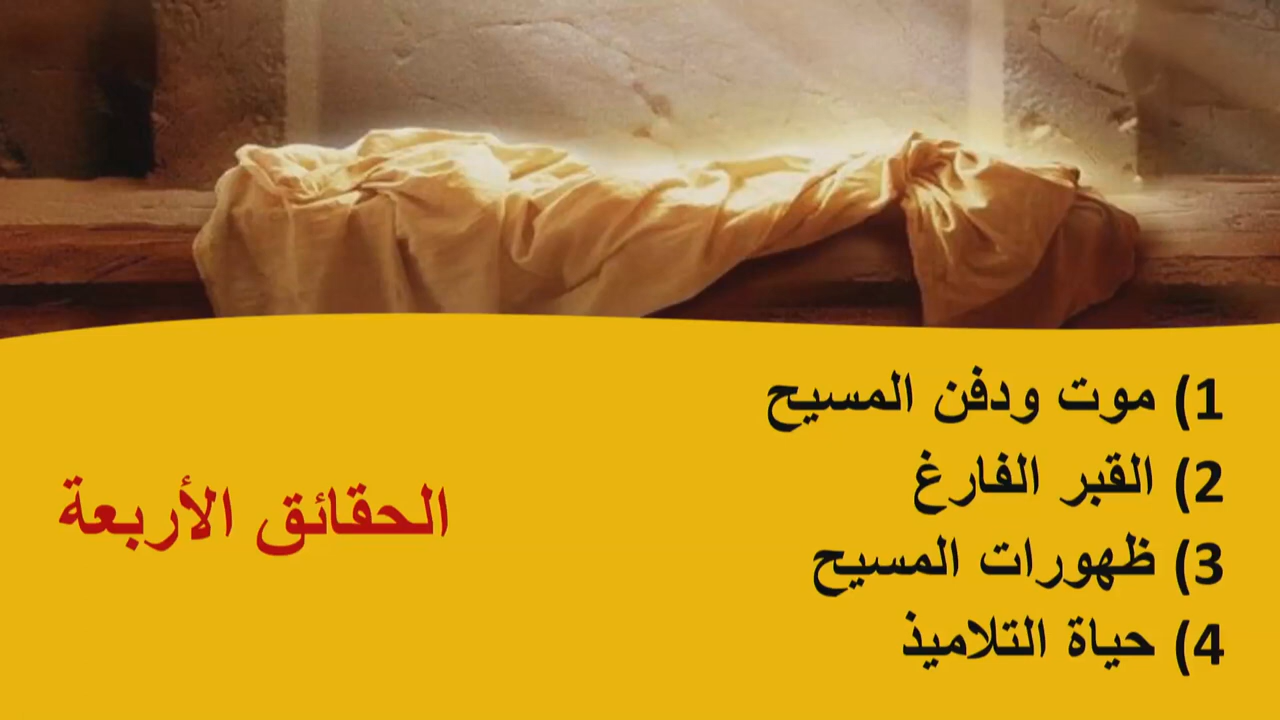 1) موت ودفن المسيح
2) القبر الفارغ
3) ظهورات المسيح
4) حياة التلاميذ
الحقائق الأربعة